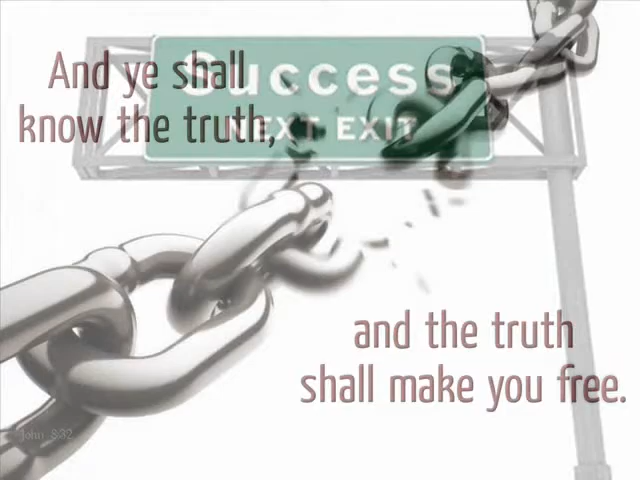 And ye shall
know the truth,
Success
NEXT EXIT
and the truth
shall make you free.
John 8:32